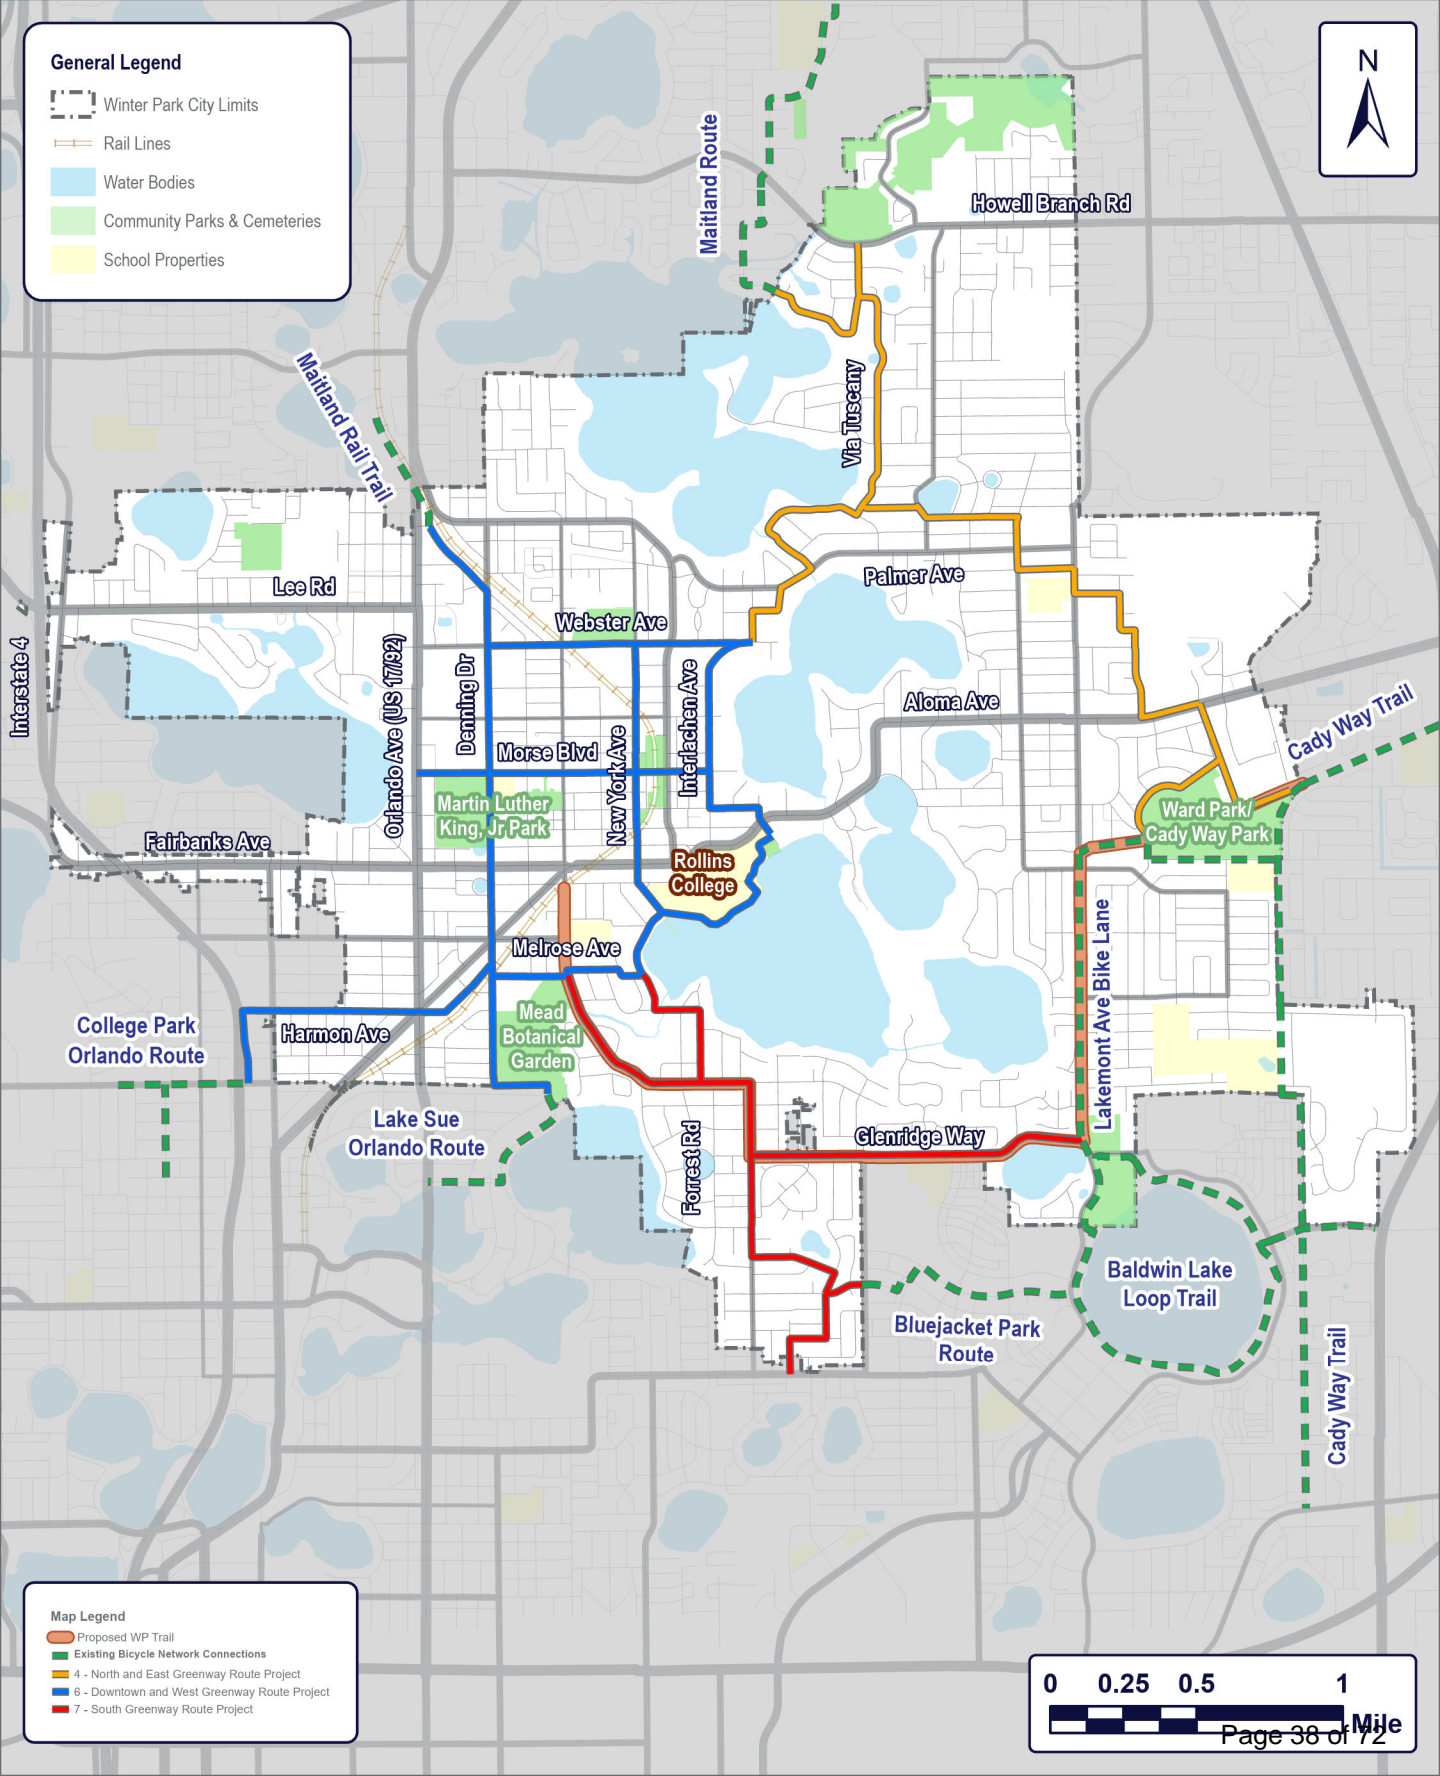 General Legend
Winter Park City Limits
Rail Lines
Water Bodies
Community Parks & Cemeteries
School Properties
N
Maitland Route
Howell Branch Rd
Maitland Rail Trail
Via Tuscany
Lee Rd
Palmer Ave
Webster Ave
Interstate 4
Orlando Ave (US 17/92)
Denning Dr
Interlachen Ave
Aloma Ave
Cady Way Trail
Morse Blvd
New York Ave
Martin Luther
King, Jr Park
Ward Park/
Cady Way Park
Fairbanks Ave
Rollins
College
Melrose Ave
Lakemont Ave Bike Lane
College Park
Orlando Route
Harmon Ave
Mead
Botanical
Garden
Lake Sue
Orlando Route
Forrest Rd
Glenridge Way
Baldwin Lake
Loop Trail
Bluejacket Park
Route
Cady Way Trail
Map Legend
Proposed WP Trail
Existing Bicycle Network Connections
4 - North and East Greenway Route Project
6 - Downtown and West Greenway Route Project
7 - South Greenway Route Project
0 0.25 0.5 1
Mile
Page 38 of 72